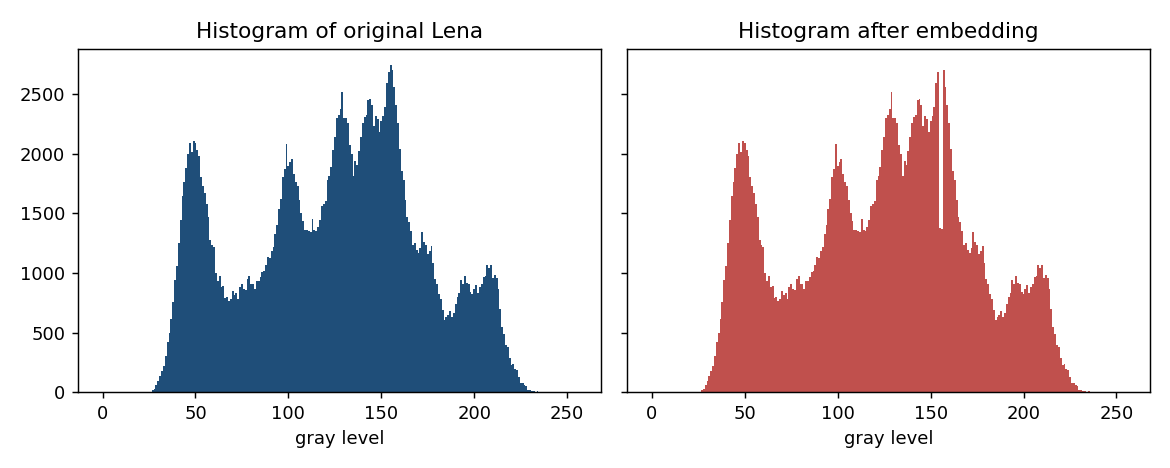 Histogram of original Lena
Histogram after embedding
2500
2000
1500
1000
500
0
0 50 100 150 200 250
0 50 100 150 200 250
gray level
gray level